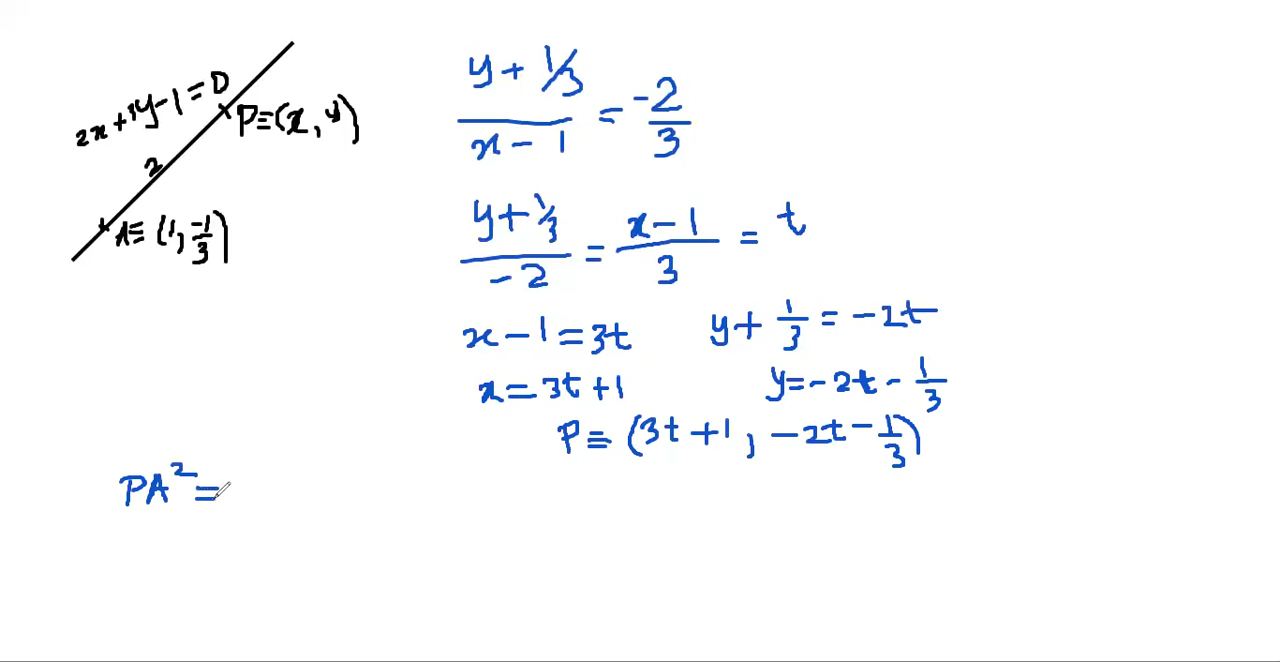 2x + 3y - 1 = 0
P ≡ (x, y)
2
A ≡ (1, -1/3)
(y + 1/3)/(x - 1) = -2/3
(y + 1/3)/-2 = (x - 1)/3 = t
x - 1 = 3t    y + 1/3 = -2t
x = 3t + 1    y = -2t - 1/3
P ≡ (3t + 1, -2t - 1/3)
PA² =